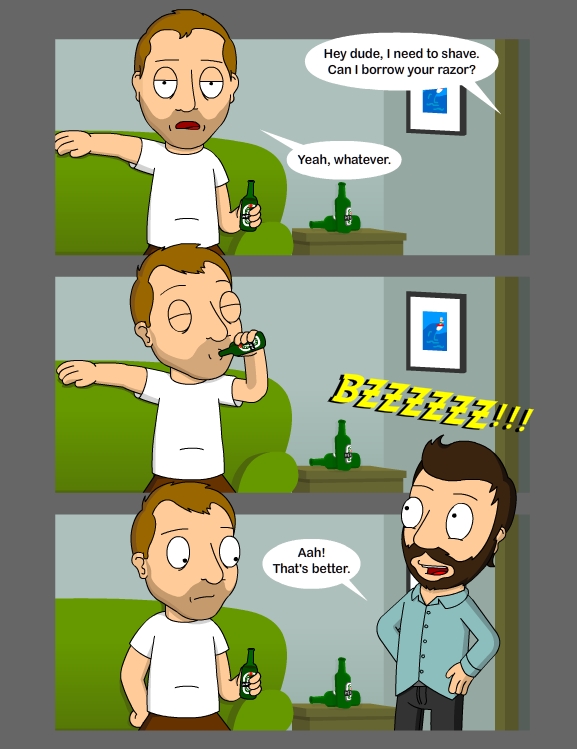 Hey dude, I need to shave.
Can I borrow your razor?
Yeah, whatever.
BZZZZZZ!!!
Aah!
That's better.